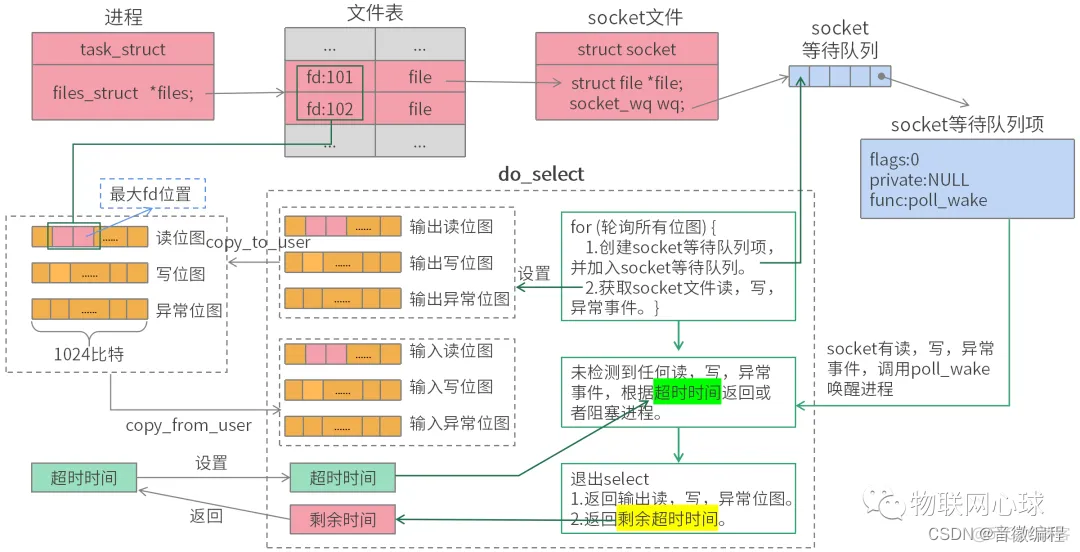 进程
文件表
socket文件
socket
等待队列
task_struct
files_struct *files;
...
...
fd:101
file
fd:102
file
...
...
struct socket
struct file *file;
socket_wq wq;
socket等待队列项
flags:0
private:NULL
func:poll_wake
do_select
最大fd位置
......
读位图
......
写位图
......
异常位图
1024比特
copy_to_user
copy_from_user
......
输出读位图
......
输出写位图
......
输出异常位图
......
输入读位图
......
输入写位图
......
输入异常位图
设置
for (轮询所有位图) {
1.创建socket等待队列项，
并加入socket等待队列。
2.获取socket文件读，写，
异常事件。}
未检测到任何读，写，异常
事件，根据超时时间返回或
者阻塞进程。
socket有读，写，异常
事件，调用poll_wake
唤醒进程
超时时间
设置
超时时间
返回
剩余时间
退出select
1.返回输出读，写，异常位图。
2.返回剩余超时时间。
物联网心球
CSDN @音徽编程